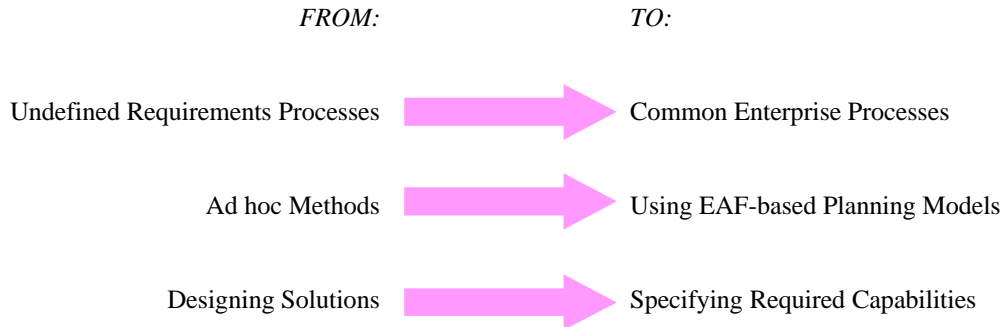 FROM: TO:
Undefined Requirements Processes Common Enterprise Processes
Ad hoc Methods Using EAF-based Planning Models
Designing Solutions Specifying Required Capabilities